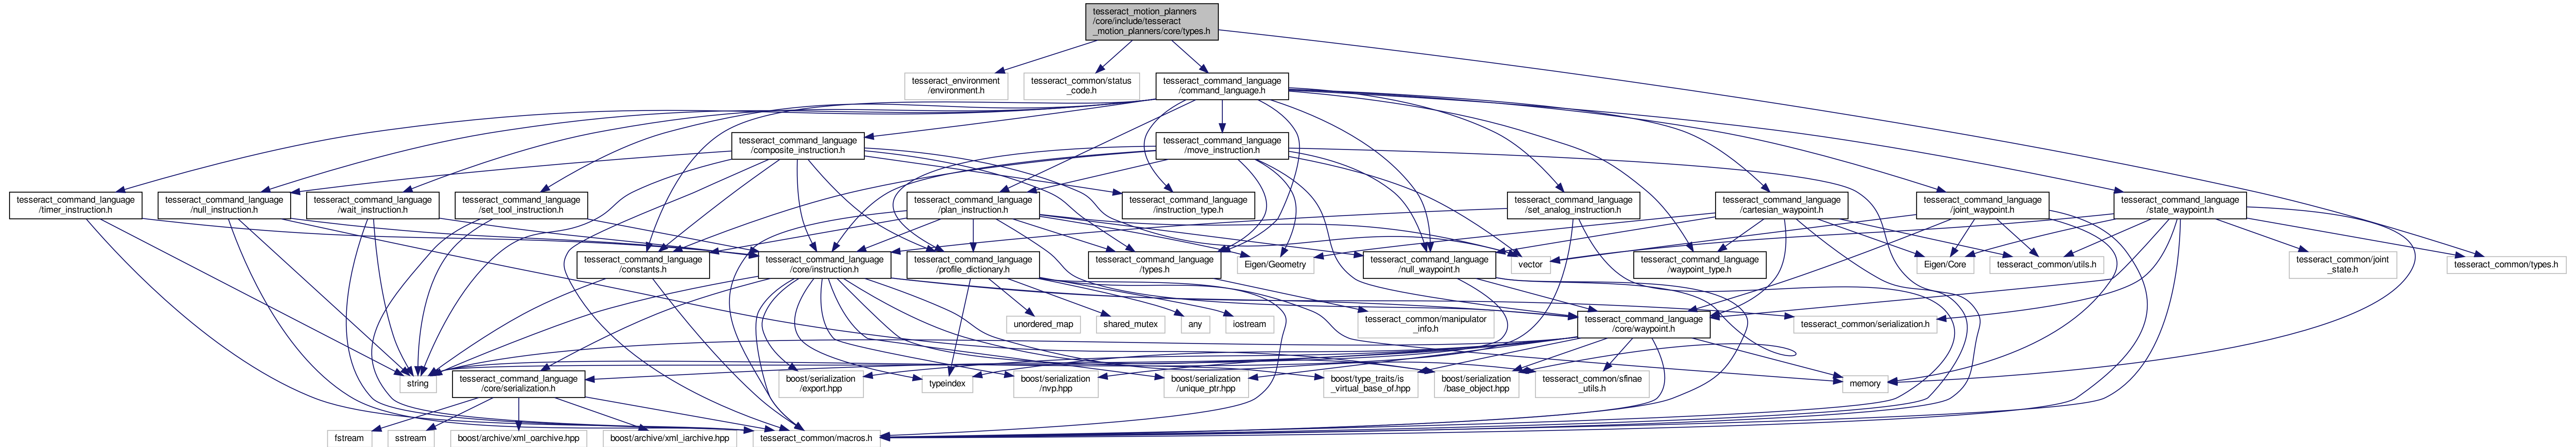 tesseract_motion_planners
/core/include/tesseract
_motion_planners/core/types.h
tesseract_environment
/environment.h
tesseract_common/status
_code.h
tesseract_command_language
/command_language.h
tesseract_command_language
/composite_instruction.h
tesseract_command_language
/move_instruction.h
tesseract_command_language
/timer_instruction.h
tesseract_command_language
/null_instruction.h
tesseract_command_language
/wait_instruction.h
tesseract_command_language
/set_tool_instruction.h
tesseract_command_language
/plan_instruction.h
tesseract_command_language
/instruction_type.h
tesseract_command_language
/set_analog_instruction.h
tesseract_command_language
/cartesian_waypoint.h
tesseract_command_language
/joint_waypoint.h
tesseract_command_language
/state_waypoint.h
tesseract_command_language
/constants.h
tesseract_command_language
/core/instruction.h
tesseract_command_language
/profile_dictionary.h
tesseract_command_language
/types.h
Eigen/Geometry
tesseract_command_language
/null_waypoint.h
vector
tesseract_command_language
/waypoint_type.h
Eigen/Core
tesseract_common/utils.h
tesseract_common/joint
_state.h
tesseract_common/types.h
unordered_map
shared_mutex
any
iostream
tesseract_common/manipulator
_info.h
tesseract_command_language
/core/waypoint.h
tesseract_common/serialization.h
string
tesseract_command_language
/core/serialization.h
boost/serialization
/export.hpp
typeindex
boost/serialization
/nvp.hpp
boost/serialization
/unique_ptr.hpp
boost/type_traits/is
_virtual_base_of.hpp
boost/serialization
/base_object.hpp
tesseract_common/sfinae
_utils.h
memory
fstream
sstream
boost/archive/xml_oarchive.hpp
boost/archive/xml_iarchive.hpp
tesseract_common/macros.h